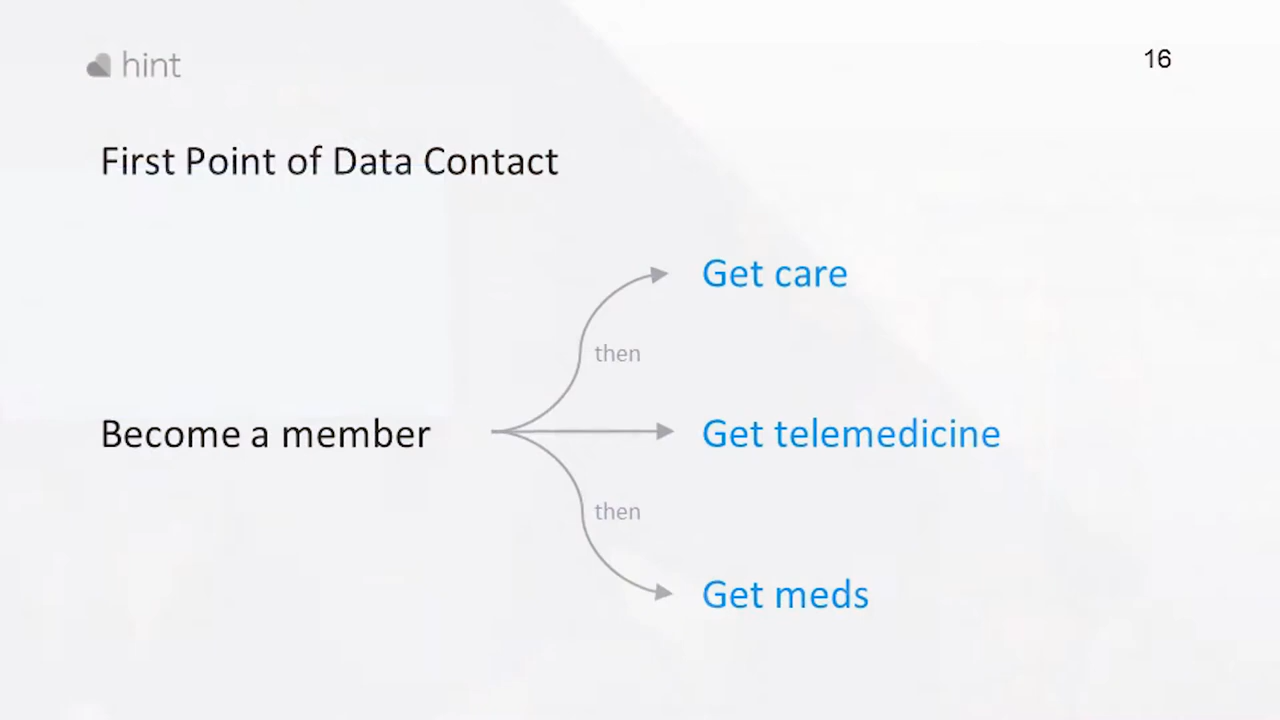 hint
16
First Point of Data Contact
Get care
then
Become a member
Get telemedicine
then
Get meds